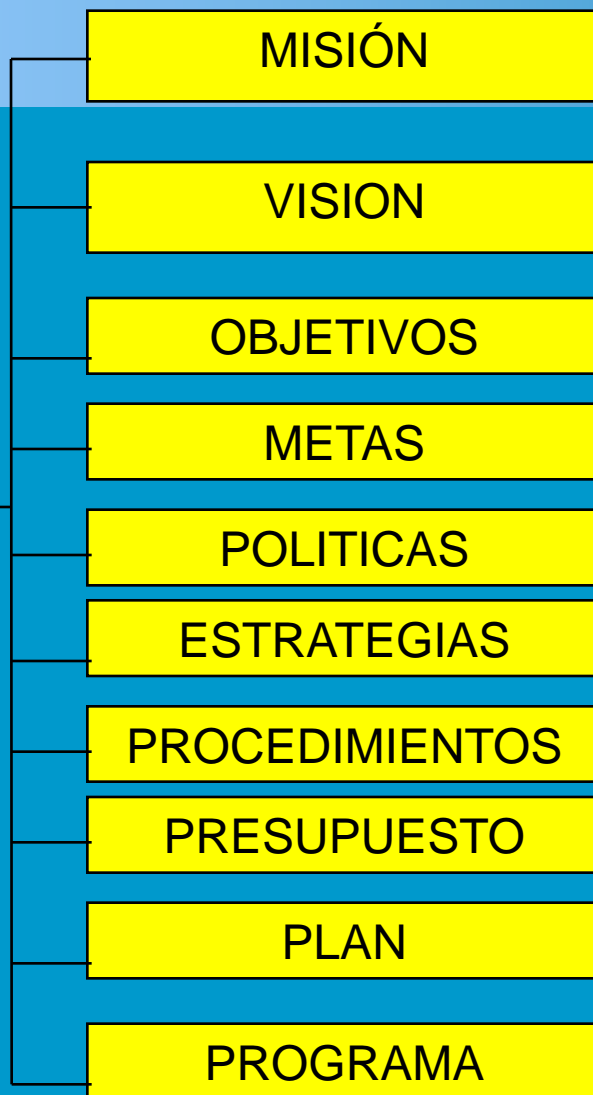 MISIÓN
VISION
OBJETIVOS
METAS
POLITICAS
ESTRATEGIAS
PROCEDIMIENTOS
PRESUPUESTO
PLAN
PROGRAMA